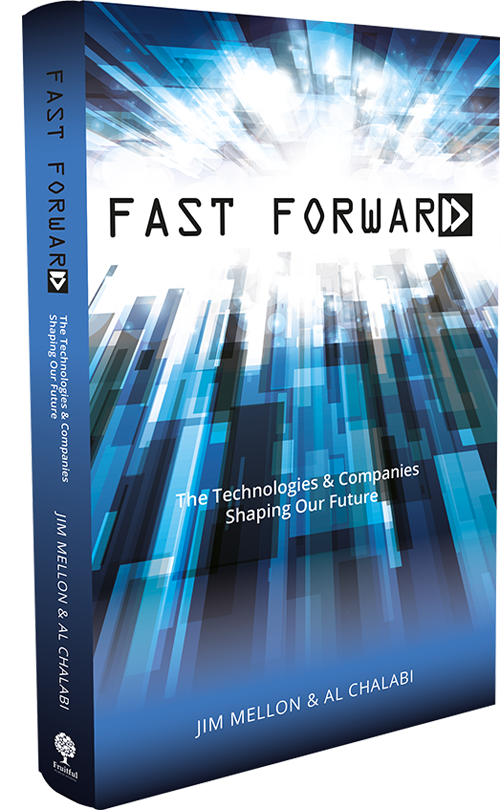 FAST FORWARD
The Technologies & Companies
Shaping Our Future
JIM MELLON & AL CHALABI
FAST FORWARD
The Technologies & Companies
Shaping Our Future
JIM MELLON & AL CHALABI
Fruitful